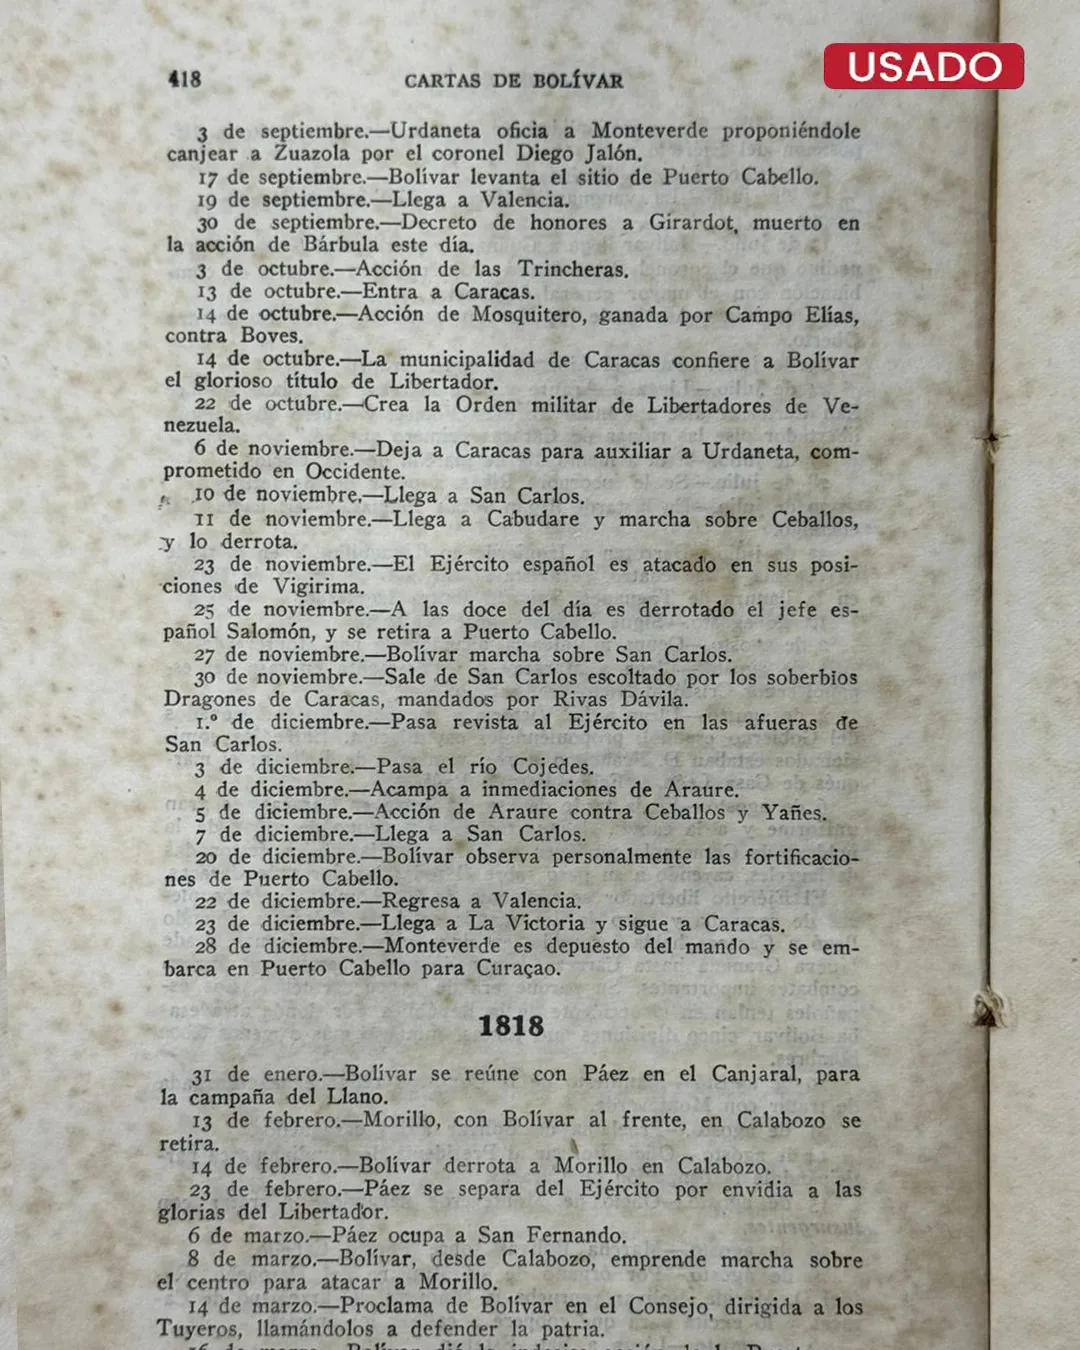 USADO
418 CARTAS DE BOLÍVAR
3 de septiembre.—Urdaneta oficia a Monteverde proponiéndole
canjear a Zuazola por el coronel Diego Jalón.
17 de septiembre.—Bolívar levanta el sitio de Puerto Cabello.
19 de septiembre.—Llega a Valencia.
30 de septiembre.—Decreto de honores a Girardot, muerto en
la acción de Bárbula este día.
3 de octubre.—Acción de las Trincheras.
13 de octubre.—Entra a Caracas.
14 de octubre.—Acción de Mosquitero, ganada por Campo Elías,
contra Boves.
14 de octubre.—La municipalidad de Caracas confiere a Bolívar
el glorioso título de Libertador.
22 de octubre.—Crea la Orden militar de Libertadores de Ve-
nezuela.
6 de noviembre.—Deja a Caracas para auxiliar a Urdaneta, com-
prometido en Occidente.
10 de noviembre.—Llega a San Carlos.
11 de noviembre.—Llega a Cabudare y marcha sobre Ceballos,
y lo derrota.
23 de noviembre.—El Ejército español es atacado en sus posi-
ciones de Vigirima.
25 de noviembre.—A las doce del día es derrotado el jefe es-
pañol Salomón, y se retira a Puerto Cabello.
27 de noviembre.—Bolívar marcha sobre San Carlos.
30 de noviembre.—Sale de San Carlos escoltado por los soberbios
Dragones de Caracas, mandados por Rivas Dávila.
1.º de diciembre.—Pasa revista al Ejército en las afueras de
San Carlos.
3 de diciembre.—Pasa el río Cojedes.
4 de diciembre.—Acampa a inmediaciones de Araure.
5 de diciembre.—Acción de Araure contra Ceballos y Yañes.
7 de diciembre.—Llega a San Carlos.
20 de diciembre.—Bolívar observa personalmente las fortificacio-
nes de Puerto Cabello.
22 de diciembre.—Regresa a Valencia.
23 de diciembre.—Llega a La Victoria y sigue a Caracas.
28 de diciembre.—Monteverde es depuesto del mando y se em-
barca en Puerto Cabello para Curaçao.
1818
31 de enero.—Bolívar se reúne con Páez en el Canjaral, para
la campaña del Llano.
13 de febrero.—Morillo, con Bolívar al frente, en Calabozo se
retira.
14 de febrero.—Bolívar derrota a Morillo en Calabozo.
23 de febrero.—Páez se separa del Ejército por envidia a las
glorias del Libertador.
6 de marzo.—Páez ocupa a San Fernando.
8 de marzo.—Bolívar, desde Calabozo, emprende marcha sobre
el centro para atacar a Morillo.
14 de marzo.—Proclama de Bolívar en el Consejo, dirigida a los
Tuyeros, llamándolos a defender la patria.